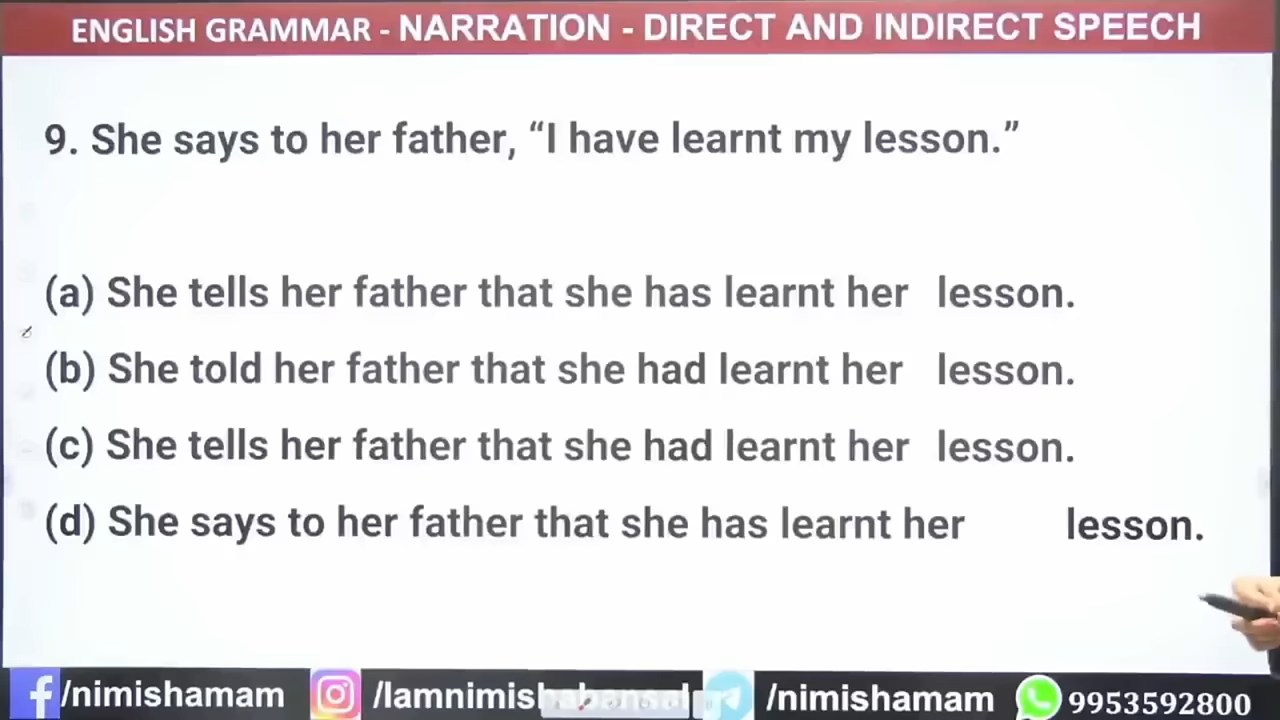 ENGLISH GRAMMAR - NARRATION - DIRECT AND INDIRECT SPEECH
9. She says to her father, “I have learnt my lesson.”
(a) She tells her father that she has learnt her lesson.
(b) She told her father that she had learnt her lesson.
(c) She tells her father that she had learnt her lesson.
(d) She says to her father that she has learnt her lesson.
/nimishamam /Iamnimishabansal /nimishamam 9953592800